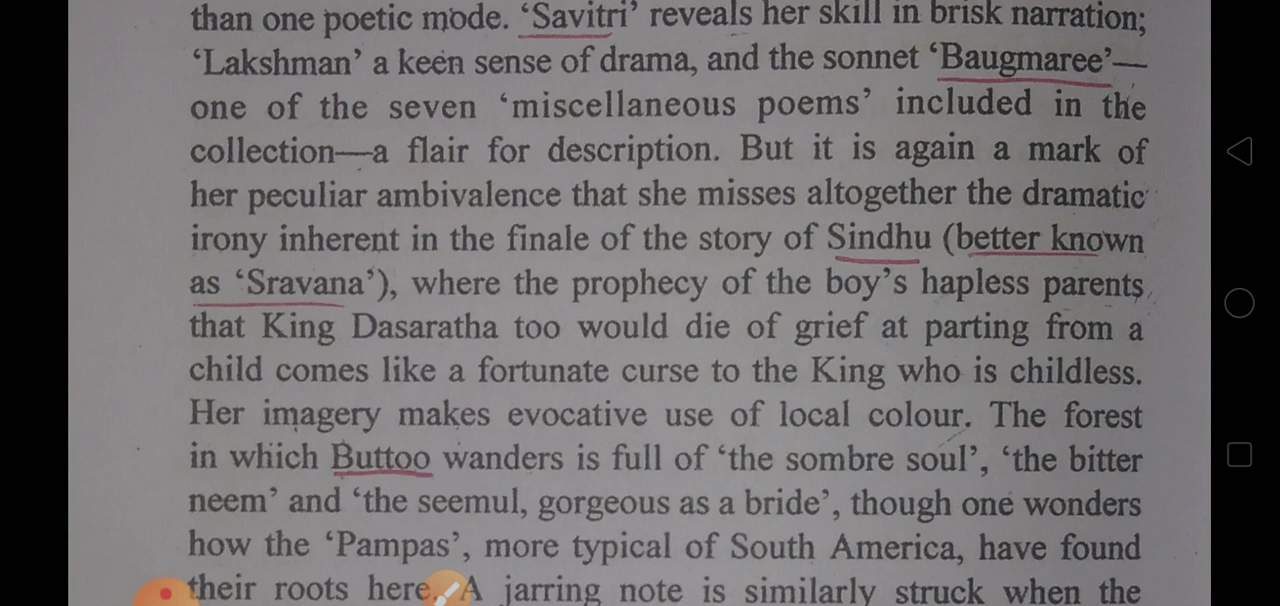 than one poetic mode. ‘Savitri’ reveals her skill in brisk narration;
‘Lakshman’ a keen sense of drama, and the sonnet ‘Baugmaree’—
one of the seven ‘miscellaneous poems’ included in the
collection—a flair for description. But it is again a mark of
her peculiar ambivalence that she misses altogether the dramatic
irony inherent in the finale of the story of Sindhu (better known
as ‘Sravana’), where the prophecy of the boy’s hapless parents
that King Dasaratha too would die of grief at parting from a
child comes like a fortunate curse to the King who is childless.
Her imagery makes evocative use of local colour. The forest
in which Buttoo wanders is full of ‘the sombre soul’, ‘the bitter
neem’ and ‘the seemul, gorgeous as a bride’, though one wonders
how the ‘Pampas’, more typical of South America, have found
their roots here. A jarring note is similarly struck when the